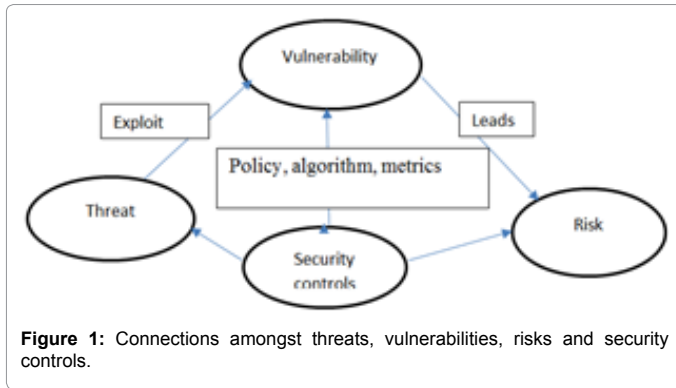 Vulnerability
Exploit
Leads
Policy, algorithm, metrics
Threat
Risk
Security
controls
Figure 1: Connections amongst threats, vulnerabilities, risks and security
controls.